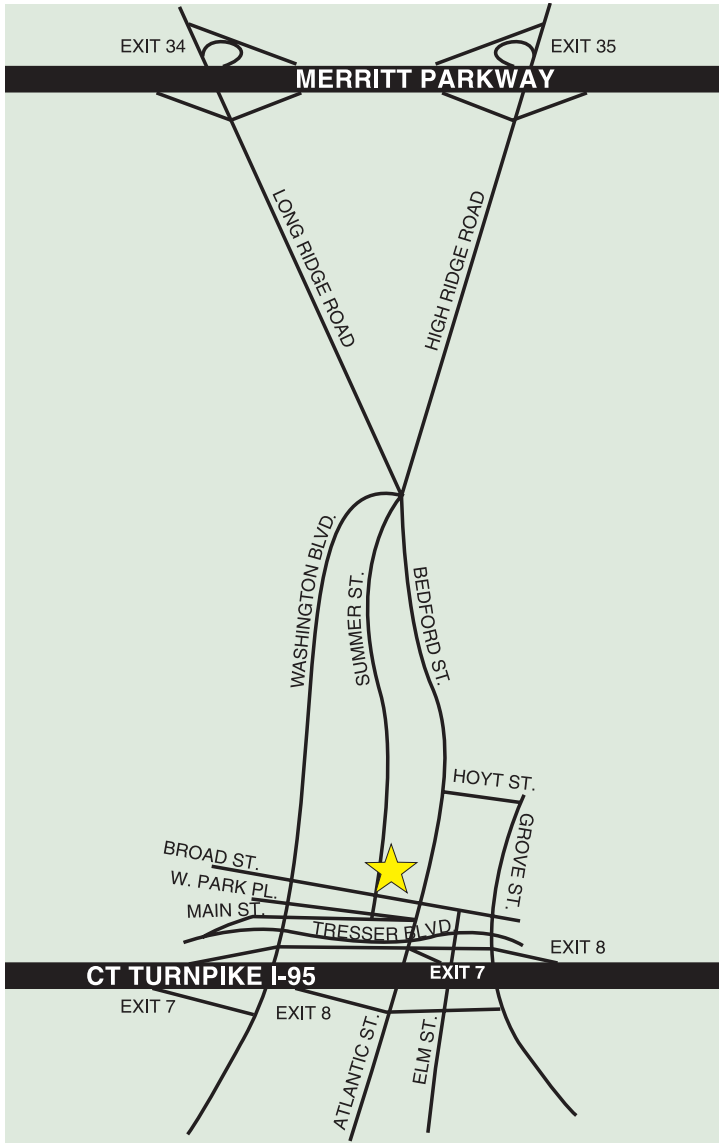 EXIT 34
EXIT 35
MERRITT PARKWAY
LONG RIDGE ROAD
HIGH RIDGE ROAD
WASHINGTON BLVD.
SUMMER ST.
BEDFORD ST.
HOYT ST.
GROVE ST.
BROAD ST.
W. PARK PL.
MAIN ST.
TRESSER BLVD.
EXIT 8
CT TURNPIKE I-95
EXIT 7
EXIT 7
EXIT 8
ATLANTIC ST.
ELM ST.